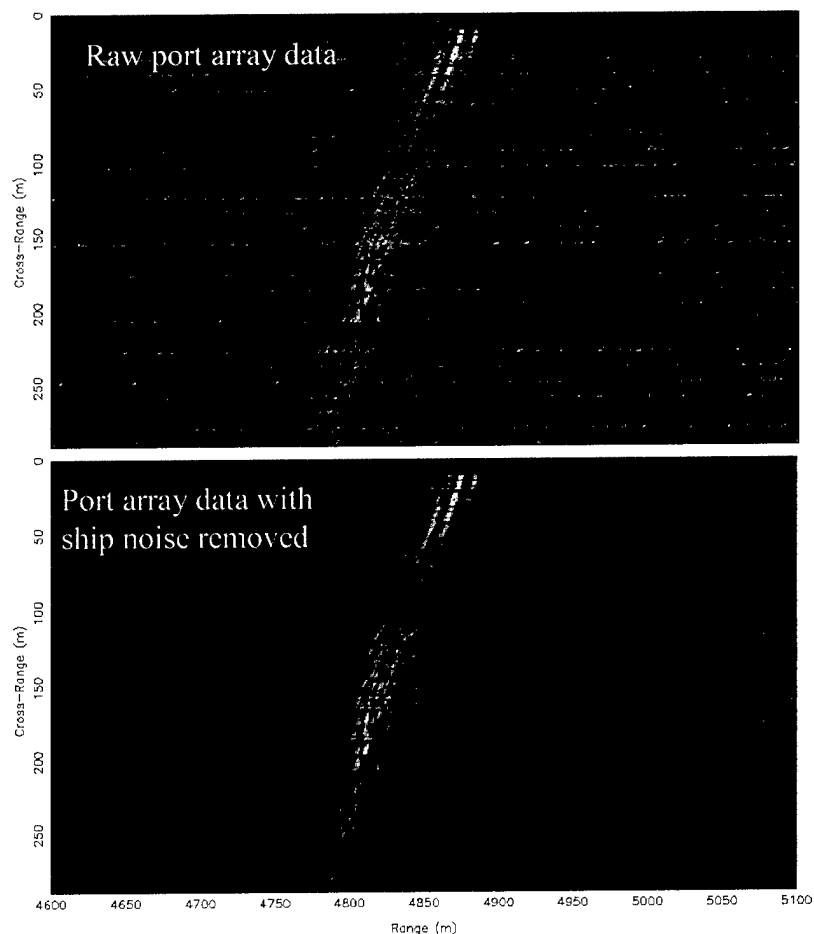 Raw port array data
0
50
100
150
200
250
Cross-Range (m)
Port array data with
ship noise removed
0
50
100
150
200
250
Cross-Range (m)
4600 4650 4700 4750 4800 4850 4900 4950 5000 5050 5100
Range (m)